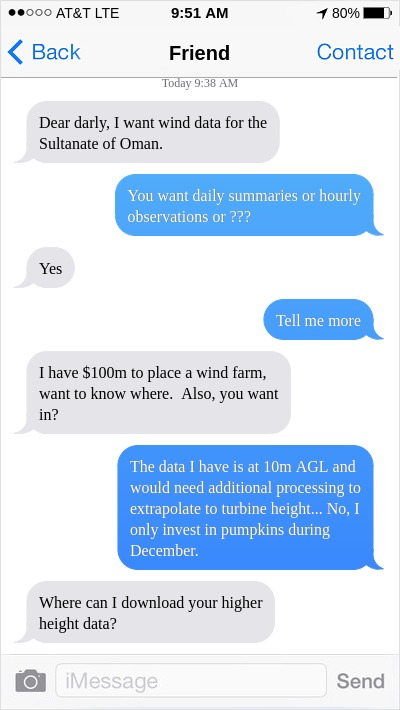 AT&T LTE 9:51 AM 80%
Back Friend Contact
Today 9:38 AM
Dear darly, I want wind data for the
Sultanate of Oman.
You want daily summaries or hourly
observations or ???
Yes
Tell me more
I have $100m to place a wind farm,
want to know where.  Also, you want
in?
The data I have is at 10m AGL and
would need additional processing to
extrapolate to turbine height... No, I
only invest in pumpkins during
December.
Where can I download your higher
height data?
iMessage Send